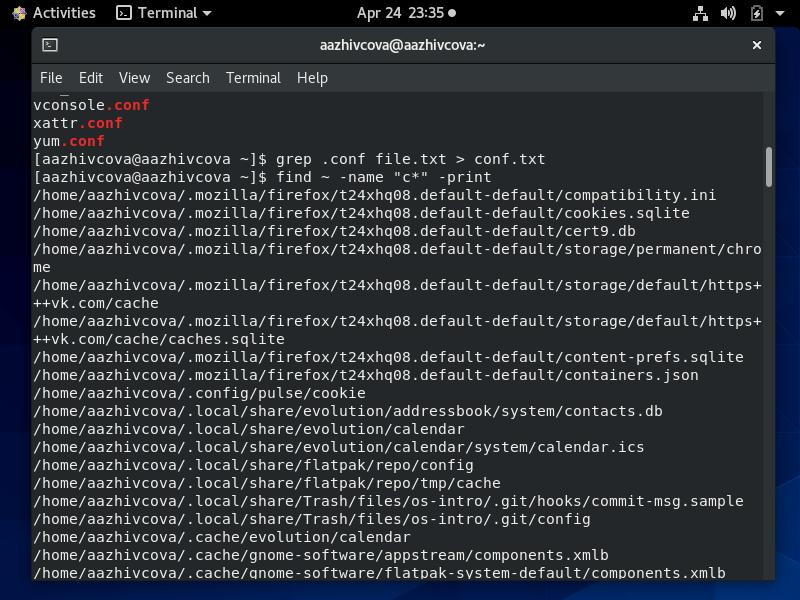 Activities Terminal Apr 24 23:35
aazhivcova@aazhivcova:~
File Edit View Search Terminal Help
vconsole.conf
xattr.conf
yum.conf
[aazhivcova@aazhivcova ~]$ grep .conf file.txt > conf.txt
[aazhivcova@aazhivcova ~]$ find ~ -name "c*" -print
/home/aazhivcova/.mozilla/firefox/t24xhq08.default-default/compatibility.ini
/home/aazhivcova/.mozilla/firefox/t24xhq08.default-default/cookies.sqlite
/home/aazhivcova/.mozilla/firefox/t24xhq08.default-default/cert9.db
/home/aazhivcova/.mozilla/firefox/t24xhq08.default-default/storage/permanent/chro
me
/home/aazhivcova/.mozilla/firefox/t24xhq08.default-default/storage/default/https+
++vk.com/cache
/home/aazhivcova/.mozilla/firefox/t24xhq08.default-default/storage/default/https+
++vk.com/cache/caches.sqlite
/home/aazhivcova/.mozilla/firefox/t24xhq08.default-default/content-prefs.sqlite
/home/aazhivcova/.mozilla/firefox/t24xhq08.default-default/containers.json
/home/aazhivcova/.config/pulse/cookie
/home/aazhivcova/.local/share/evolution/addressbook/system/contacts.db
/home/aazhivcova/.local/share/evolution/calendar
/home/aazhivcova/.local/share/evolution/calendar/system/calendar.ics
/home/aazhivcova/.local/share/flatpak/repo/config
/home/aazhivcova/.local/share/flatpak/repo/tmp/cache
/home/aazhivcova/.local/share/Trash/files/os-intro/.git/hooks/commit-msg.sample
/home/aazhivcova/.local/share/Trash/files/os-intro/.git/config
/home/aazhivcova/.cache/evolution/calendar
/home/aazhivcova/.cache/gnome-software/appstream/components.xmlb
/home/aazhivcova/.cache/gnome-software/flatpak-system-default/components.xmlb